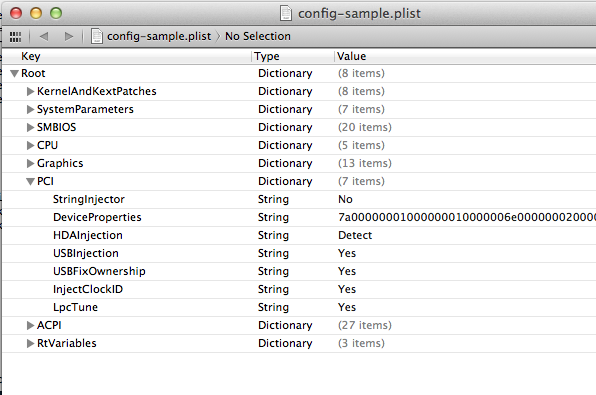 config-sample.plist
config-sample.plist No Selection
Key Type Value
Root Dictionary (8 items)
KernelAndKextPatches Dictionary (8 items)
SystemParameters Dictionary (7 items)
SMBIOS Dictionary (20 items)
CPU Dictionary (5 items)
Graphics Dictionary (13 items)
PCI Dictionary (7 items)
StringInjector String No
DeviceProperties String 7a00000001000000010000006e000000020000
HDAInjection String Detect
USBInjection String Yes
USBFixOwnership String Yes
InjectClockID String Yes
LpcTune String Yes
ACPI Dictionary (27 items)
RtVariables Dictionary (3 items)